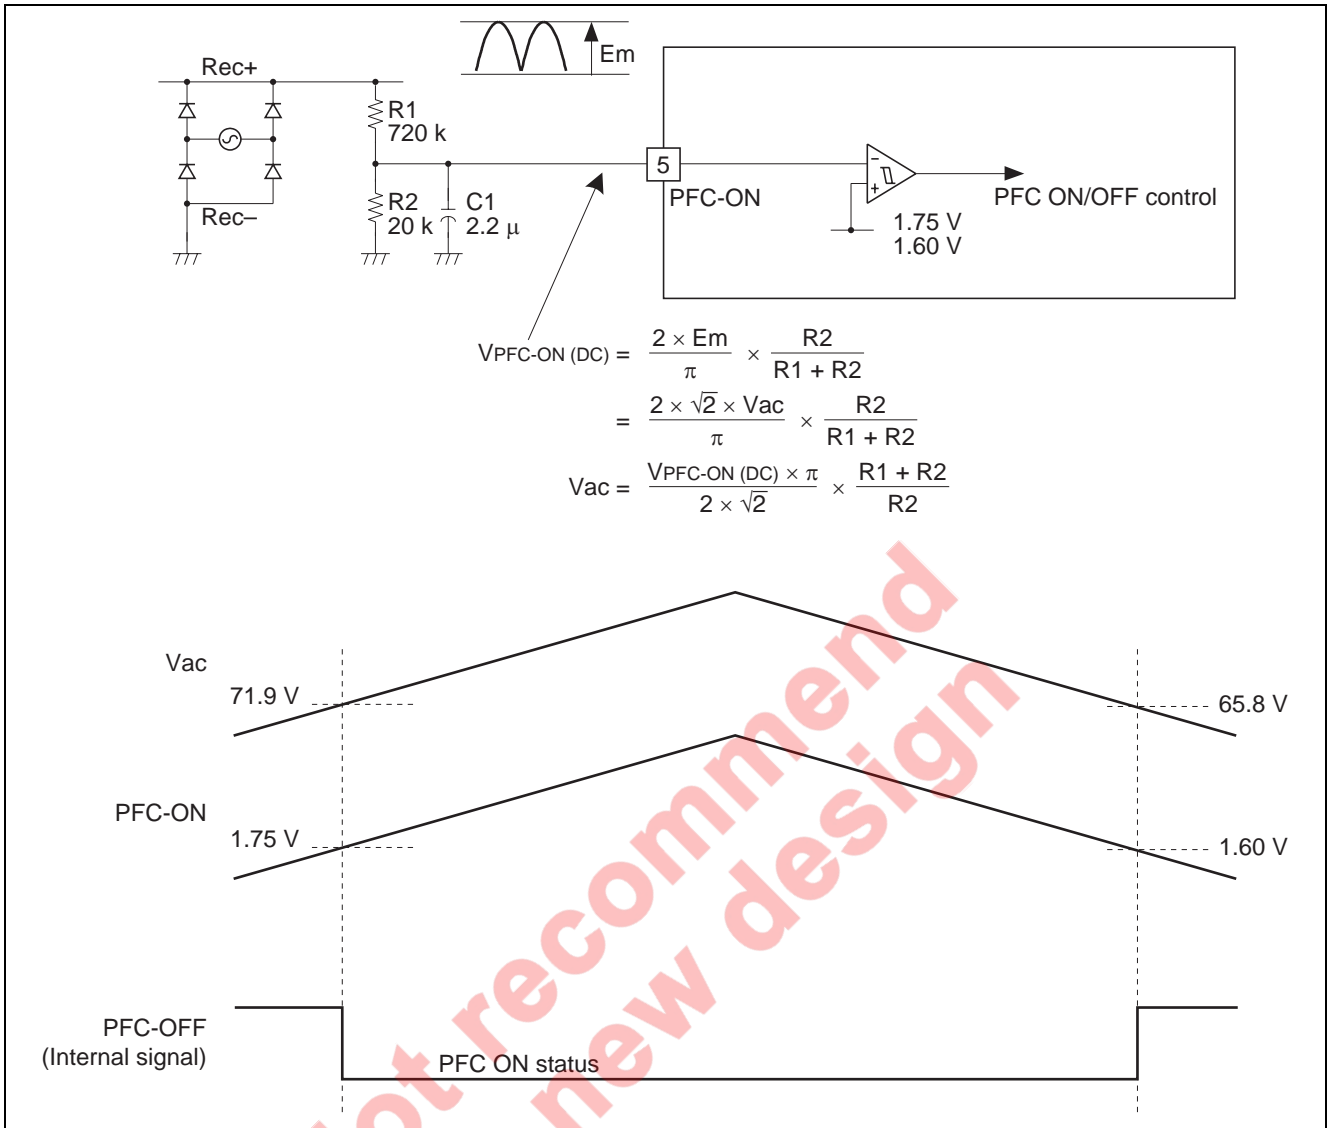 Em
Rec+
R1
720 k
5
PFC-ON
R2
20 k
C1
2.2 μ
Rec–
−
+
1.75 V
1.60 V
PFC ON/OFF control
VPFC-ON (DC) = 2 × Em / π × R2 / R1 + R2
= 2 × √2 × Vac / π × R2 / R1 + R2
Vac = VPFC-ON (DC) × π / 2 × √2 × R1 + R2 / R2
Vac
71.9 V
65.8 V
PFC-ON
1.75 V
1.60 V
PFC-OFF
(Internal signal)
PFC ON status
ot recommend
new design